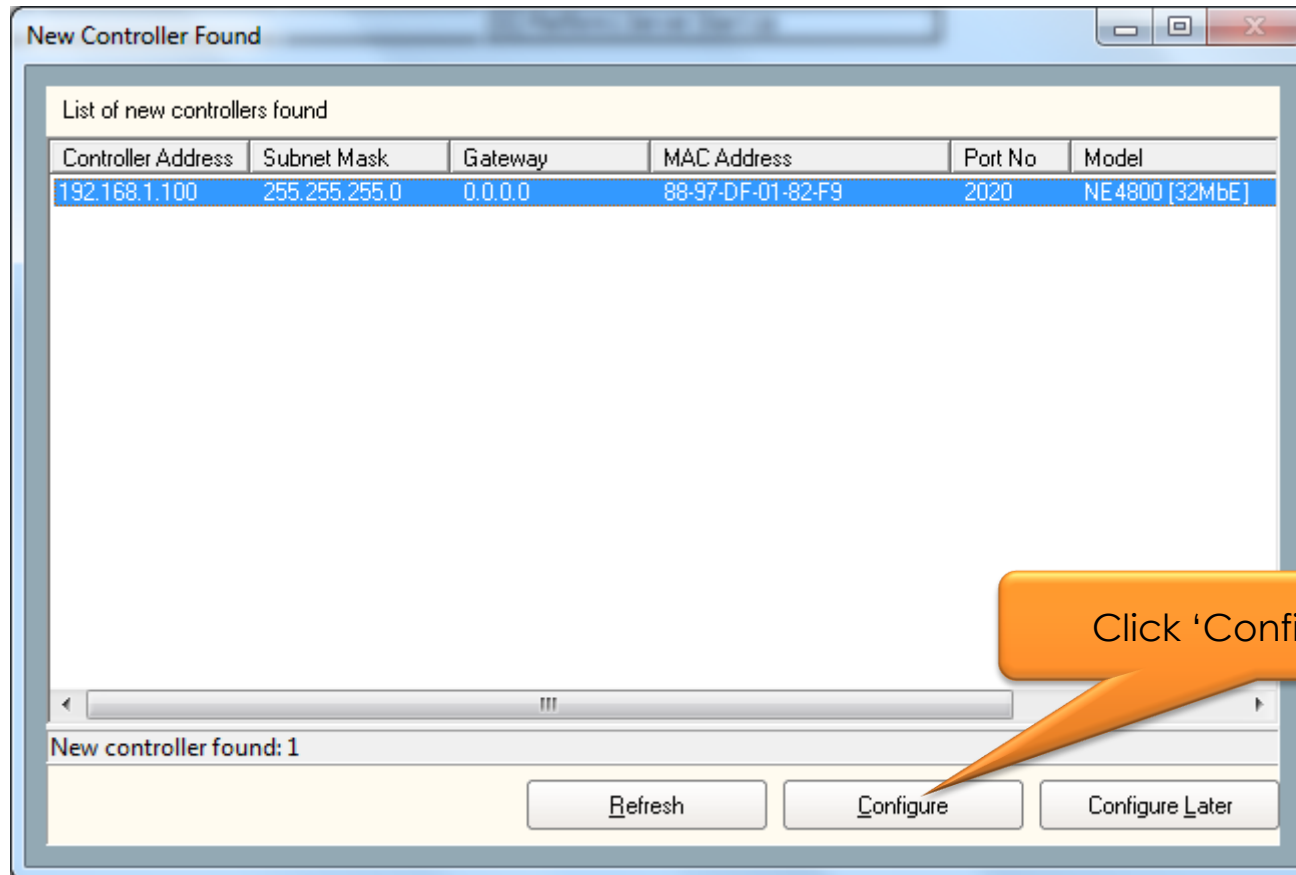 New Controller Found
List of new controllers found
Controller Address Subnet Mask Gateway MAC Address Port No Model
192.168.1.100 255.255.255.0 0.0.0.0 88-97-DF-01-82-F9 2020 NE4800 [32MbE]
Click ‘Confi
New controller found: 1
Refresh Configure Configure Later